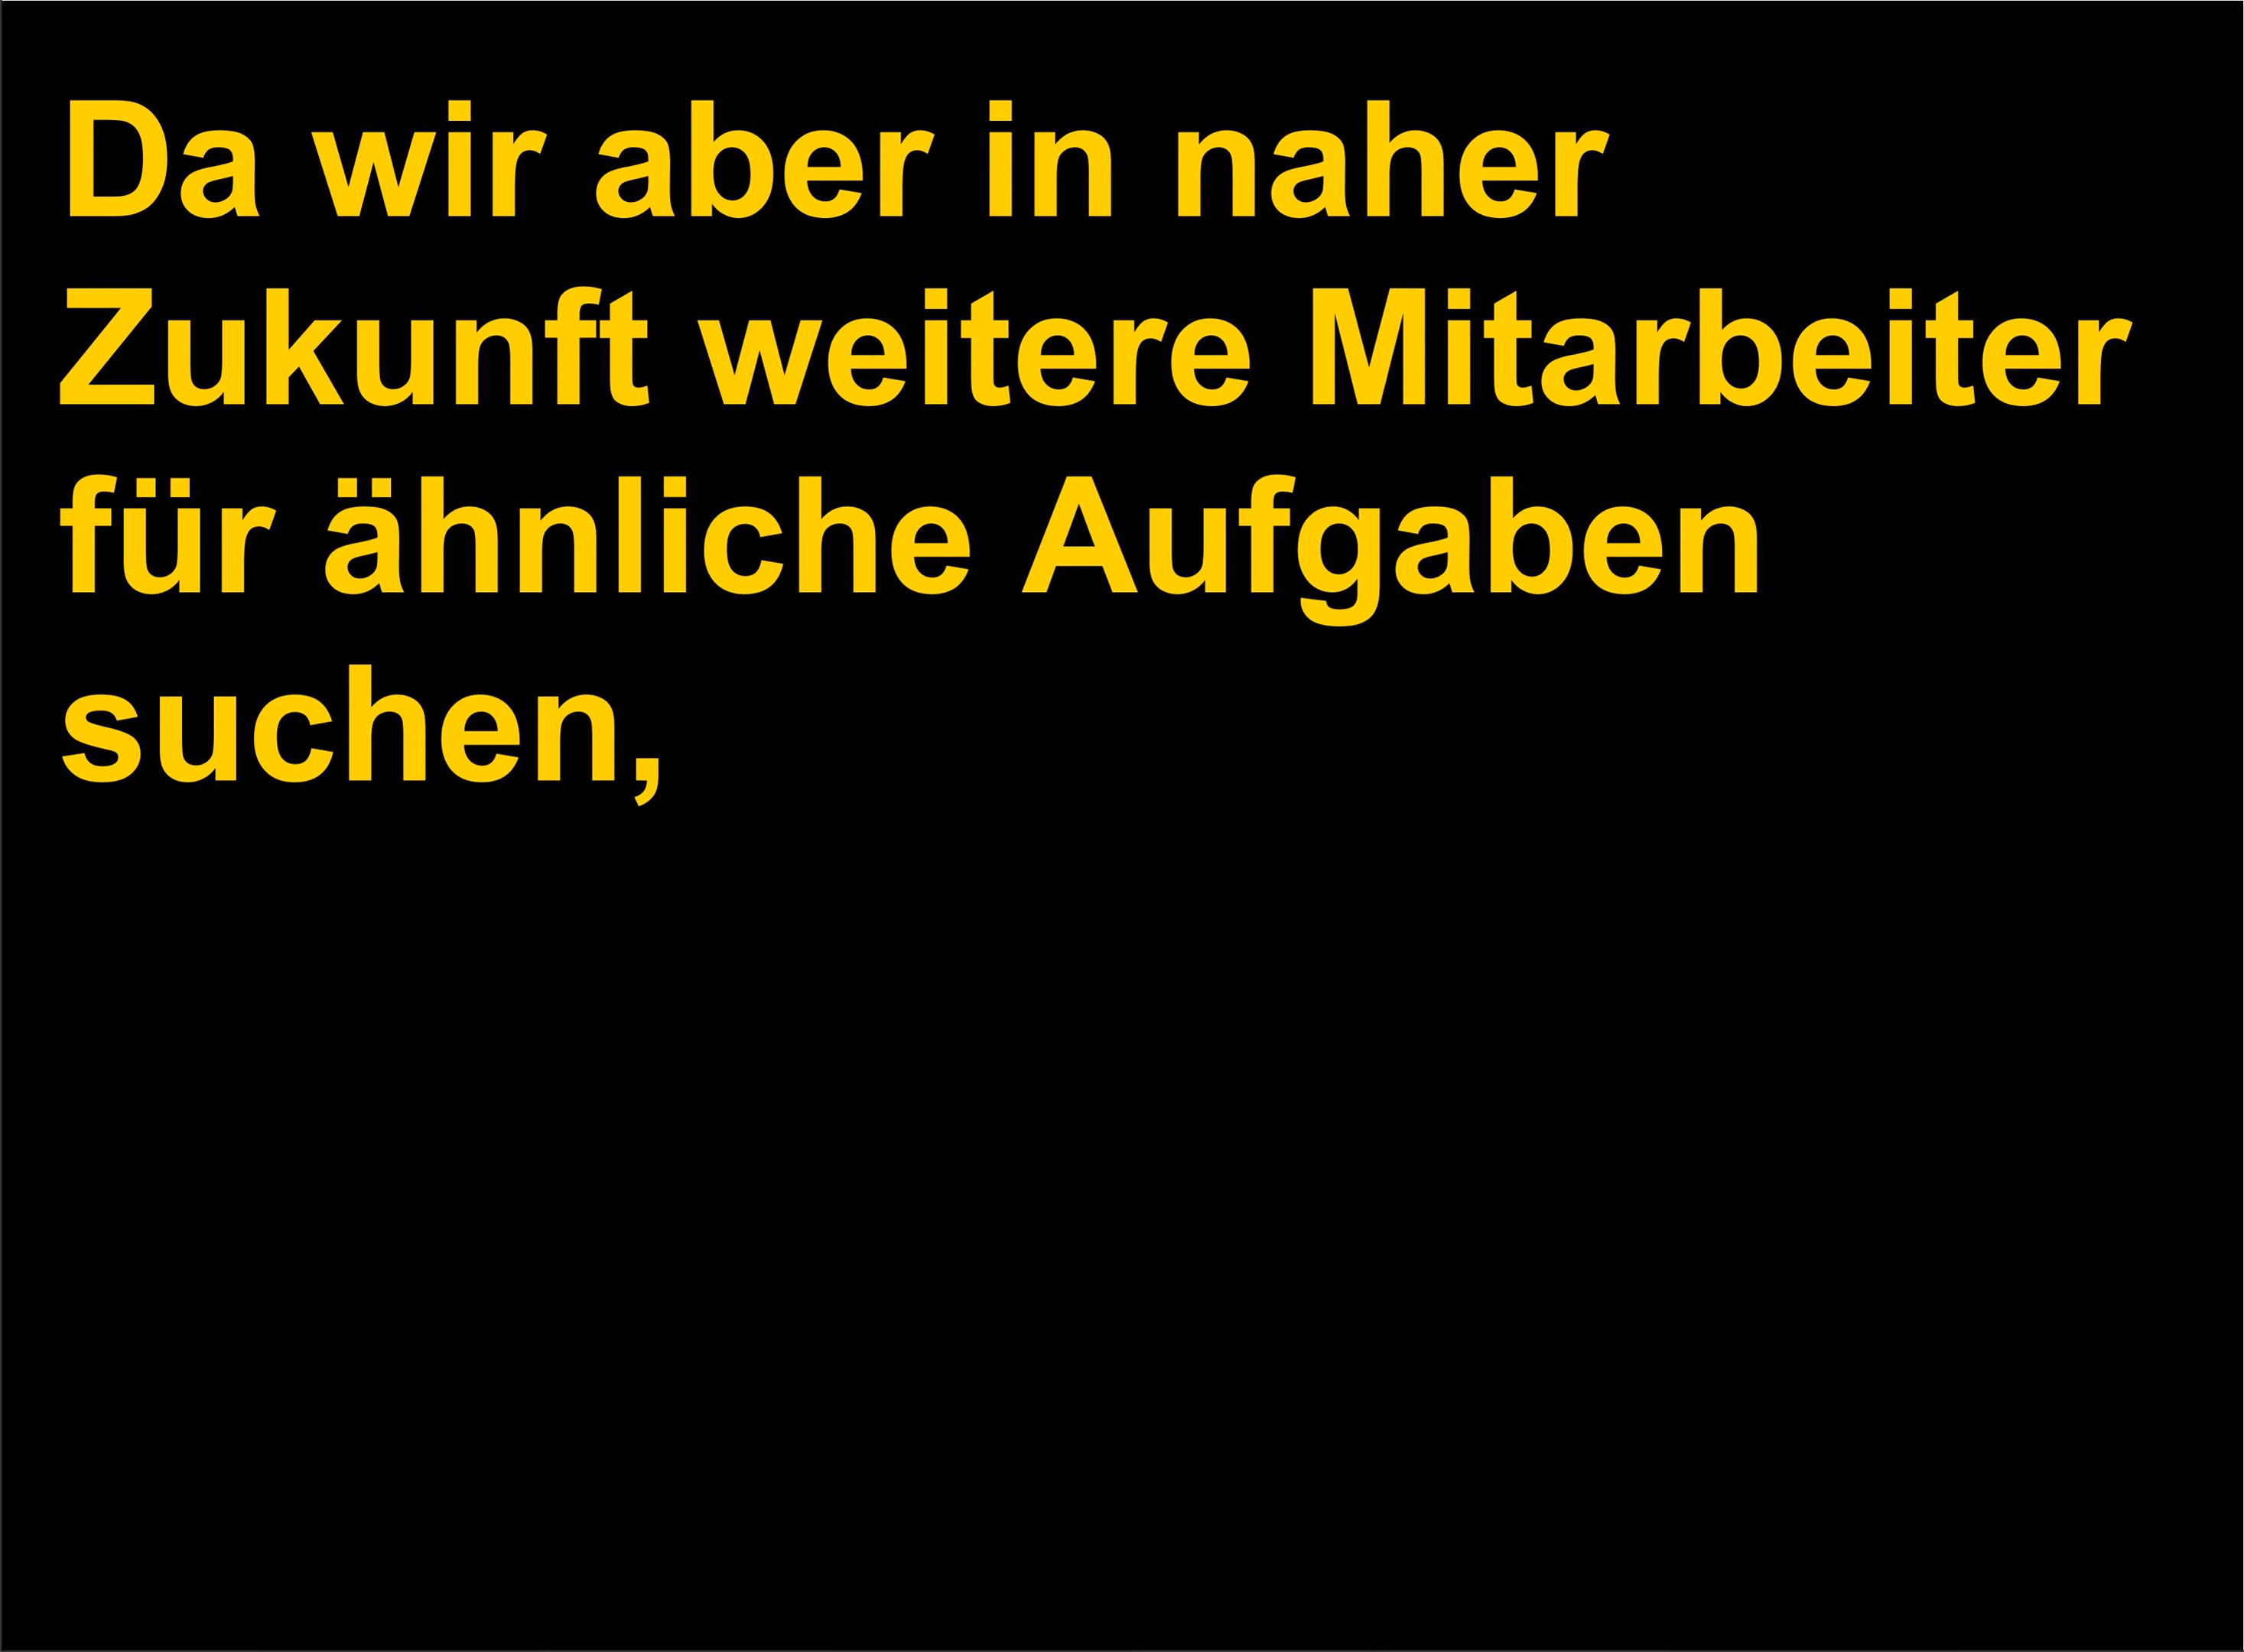 Da wir aber in naher
Zukunft weitere Mitarbeiter
für ähnliche Aufgaben
suchen,